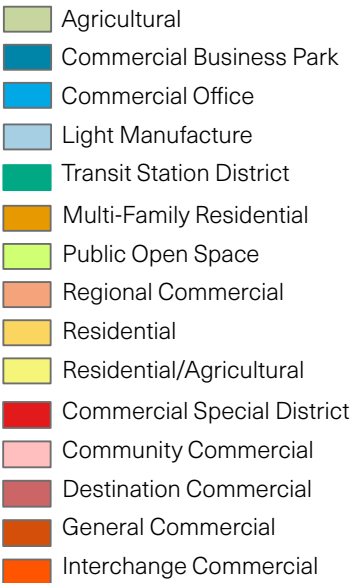 Agricultural
Commercial Business Park
Commercial Office
Light Manufacture
Transit Station District
Multi-Family Residential
Public Open Space
Regional Commercial
Residential
Residential/Agricultural
Commercial Special District
Community Commercial
Destination Commercial
General Commercial
Interchange Commercial